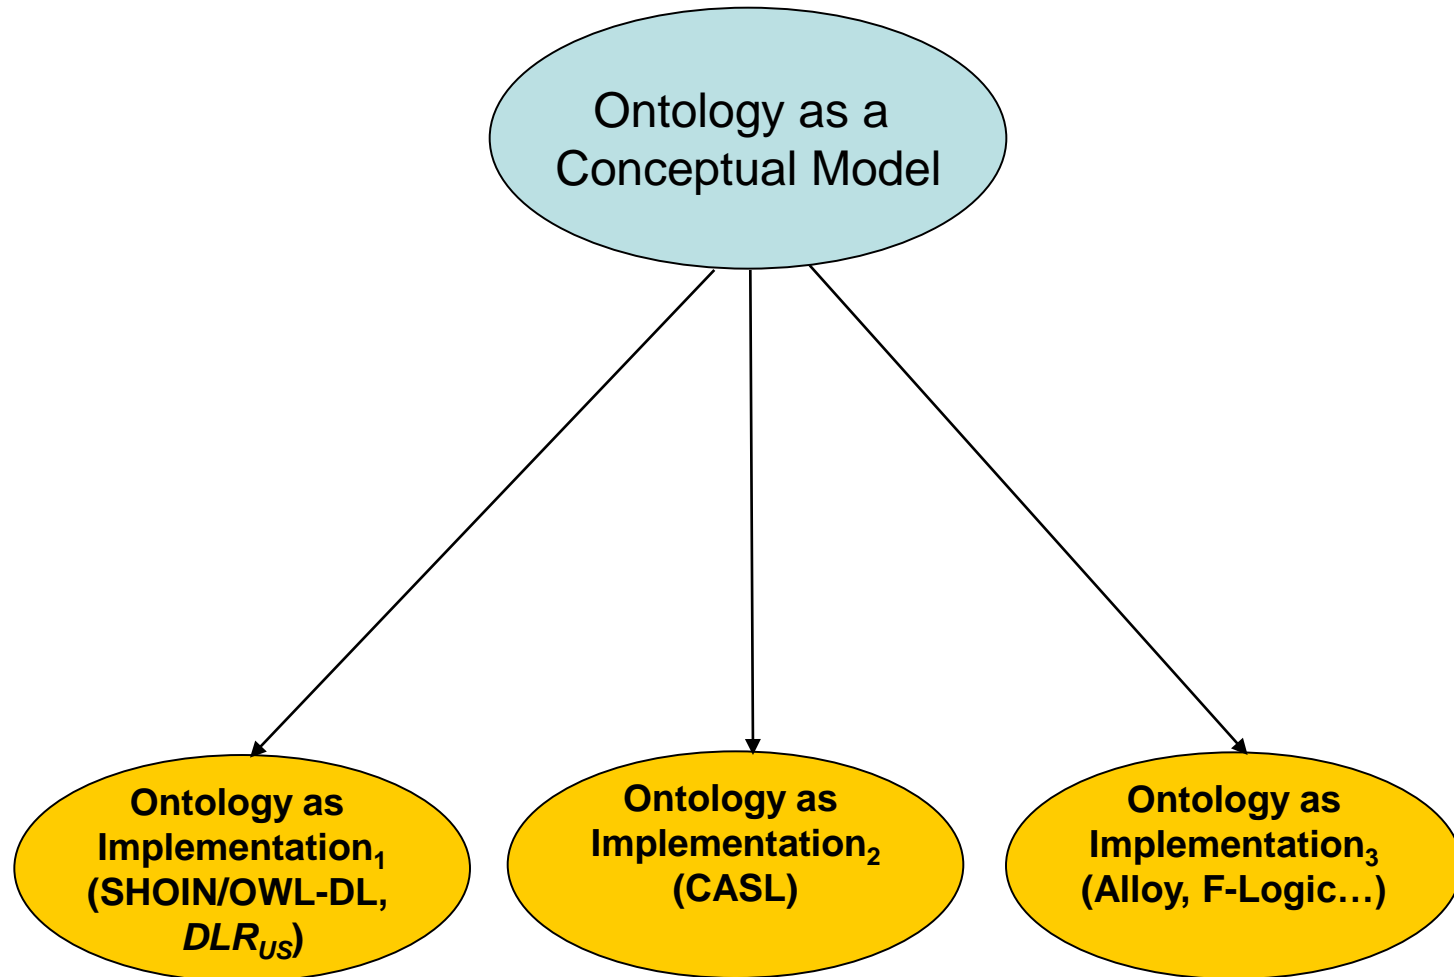 Ontology as a
Conceptual Model
Ontology as
Implementation₁
(SHOIN/OWL-DL,
DLR_US)
Ontology as
Implementation₂
(CASL)
Ontology as
Implementation₃
(Alloy, F-Logic…)